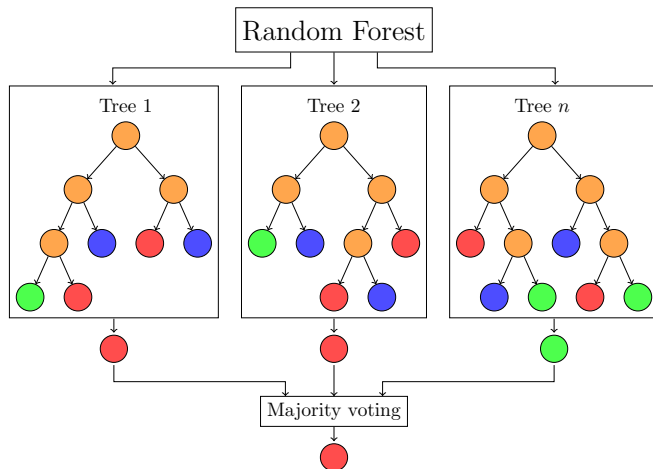 Random Forest
Tree 1
Tree 2
Tree n
Majority voting